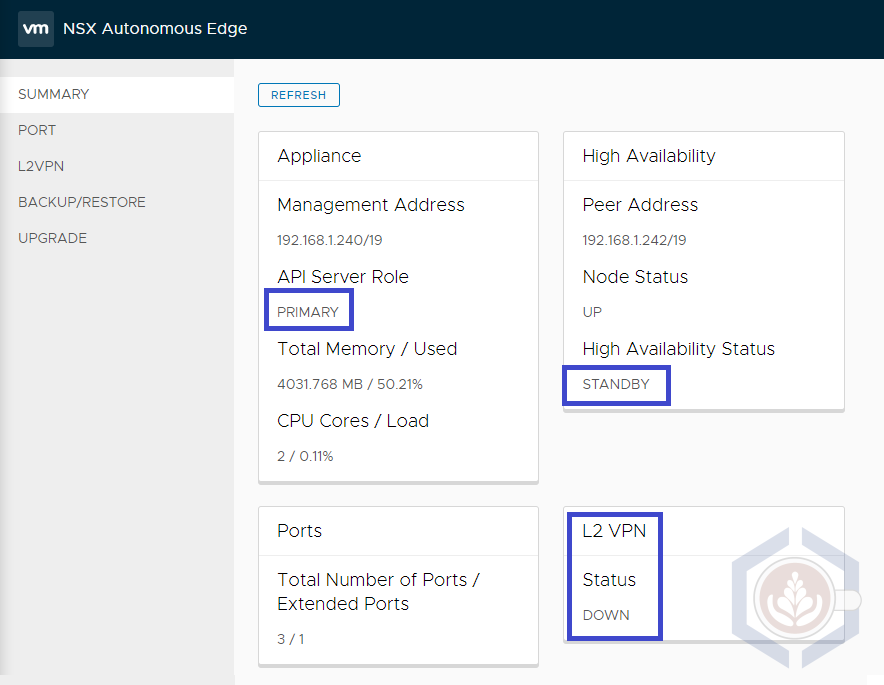 vm NSX Autonomous Edge
SUMMARY
PORT
L2VPN
BACKUP/RESTORE
UPGRADE
REFRESH
Appliance
Management Address
192.168.1.240/19
API Server Role
PRIMARY
Total Memory / Used
4031.768 MB / 50.21%
CPU Cores / Load
2 / 0.11%
High Availability
Peer Address
192.168.1.242/19
Node Status
UP
High Availability Status
STANDBY
Ports
Total Number of Ports /
Extended Ports
3 / 1
L2 VPN
Status
DOWN